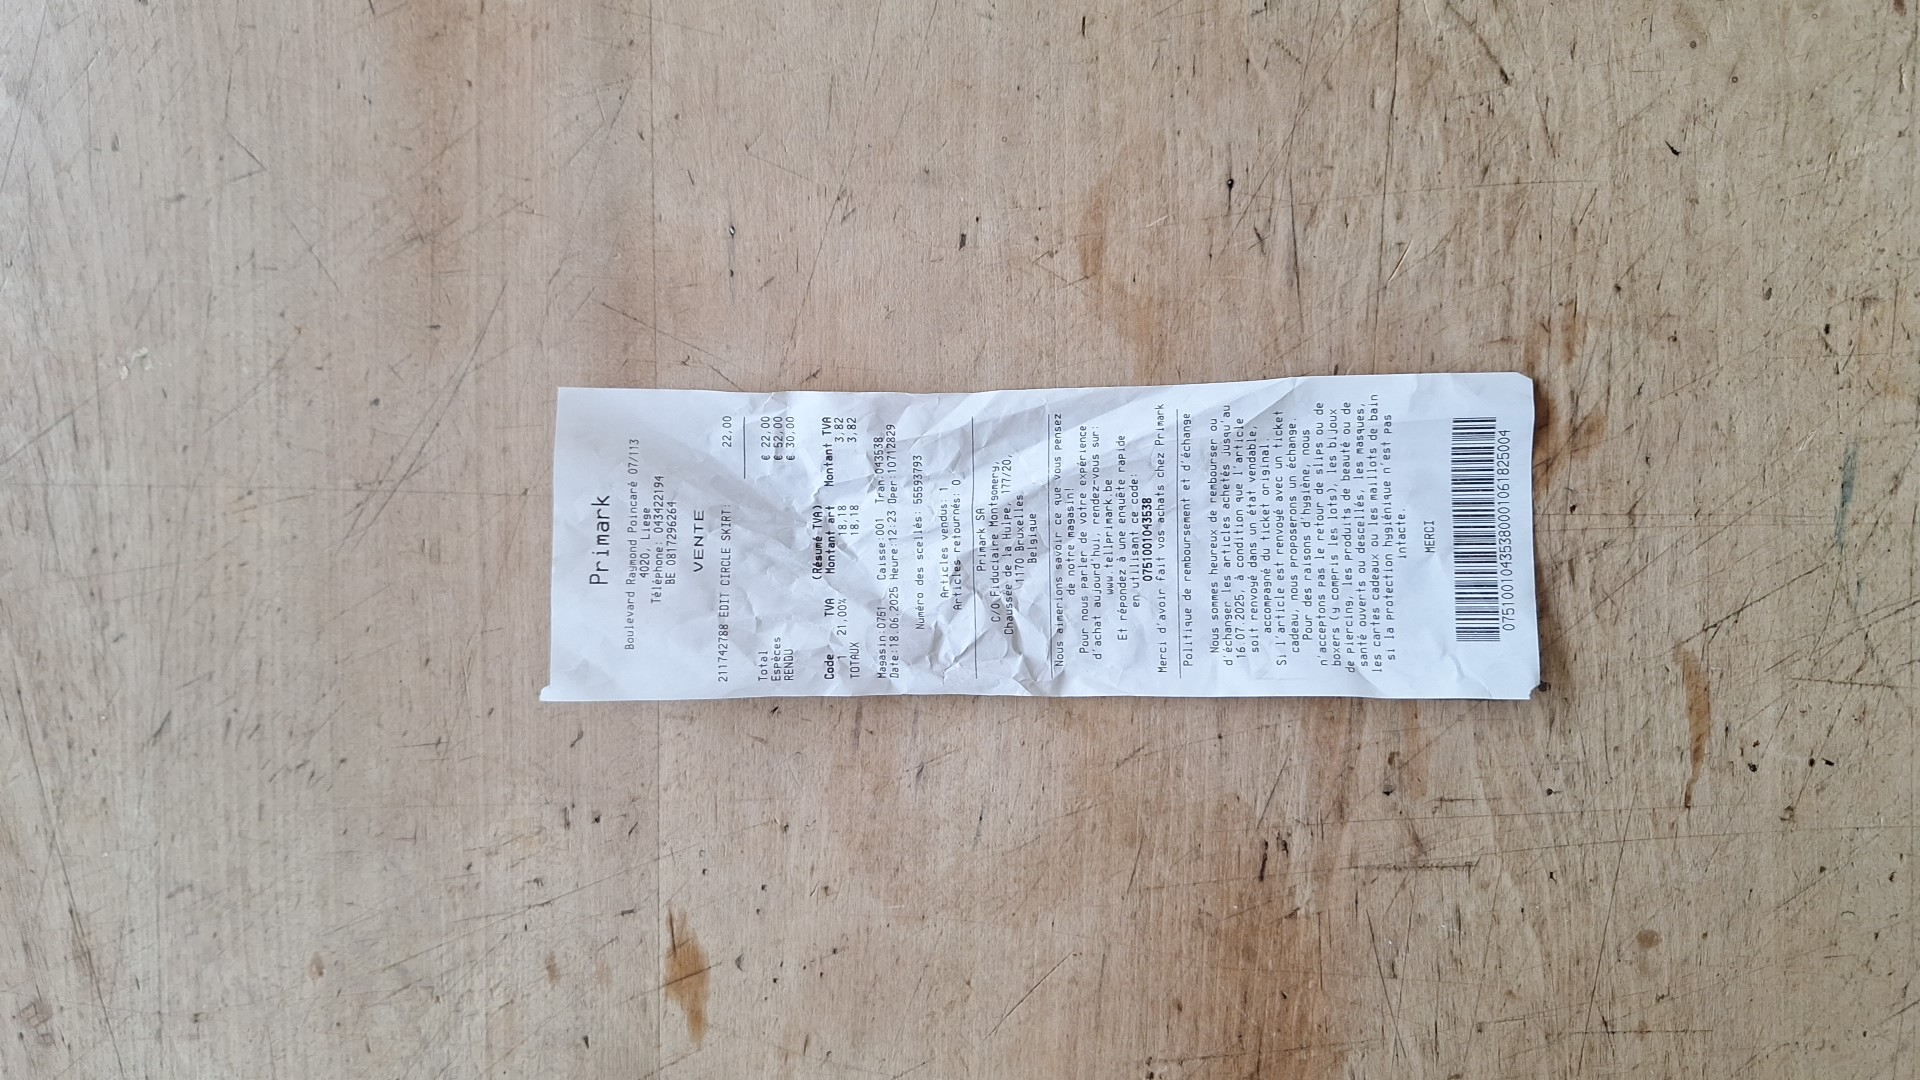 Primark
Boulevard Raymond Poincaré 07/113
4020, Liege
Téléphone: 043422194
BE 0817296264
VENTE
211742788 EDIT CIRCLE SKIRT: 22,00
Total € 22,00
Espèces € 52,00
RENDU € 30,00
(Résumé TVA)
Code TVA Montant art Montant TVA
1 21,00% 18,18 3,82
TOTAUX 18,18 3,82
Magasin:0751 Caisse:001 Tran:043538
Date:18.06.2025 Heure:12:23 Oper:10712829
Numéro des scellés: 55593793
Articles vendus: 1
Articles retournés: 0
Primark SA
C/O Fiduciaire Montgomery,
Chaussée de la Hulpe, 177/20,
1170 Bruxelles
Belgique
Nous aimerions savoir ce que vous pensez
de notre magasin!
Pour nous parler de votre expérience
d'achat aujourd'hui, rendez-vous sur:
www.tellprimark.be
Et répondez à une enquête rapide
en utilisant ce code:
0751001043538
Merci d'avoir fait vos achats chez Primark
Politique de remboursement et d'échange
Nous sommes heureux de rembourser ou
d'échanger les articles achetés jusqu'au
16.07.2025, à condition que l'article
soit renvoyé dans un état vendable,
accompagné du ticket original.
Si l'article est renvoyé avec un ticket
cadeau, nous proposerons un échange.
Pour des raisons d'hygiène, nous
n'acceptons pas le retour de slips ou de
boxers (y compris les lots), les bijoux
de piercing, les produits de beauté ou de
santé ouverts ou descellés, les masques,
les cartes cadeaux ou les maillots de bain
si la protection hygiénique n'est pas
intacte.
MERCI
07510010435380001061825004